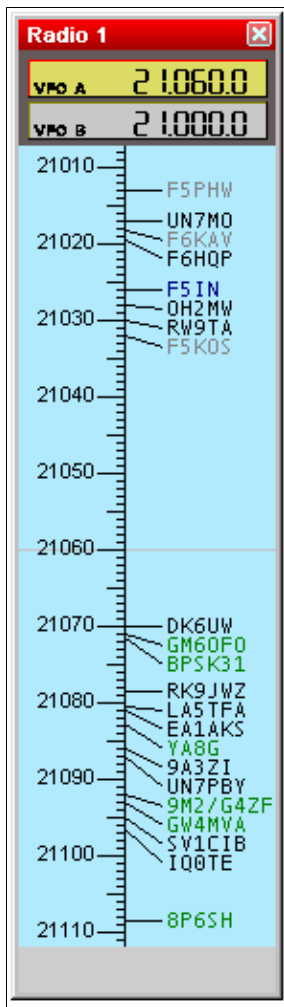 Radio 1
VFO A 21.060.0
VFO B 21.000.0
21010
F5PHW
UN7MO
21020
F6KAV
F6HQP
F5IN
OH2MW
21030
RW9TA
F5KOS
21040
21050
21060
21070
DK6UW
GM6OFO
BPSK31
RK9JWZ
21080
LA5TFA
EA1AKS
YA8G
9A3ZI
21090
UN7PBY
9M2/G4ZF
GW4MVA
SV1CIB
21100
IQ0TE
8P6SH
21110